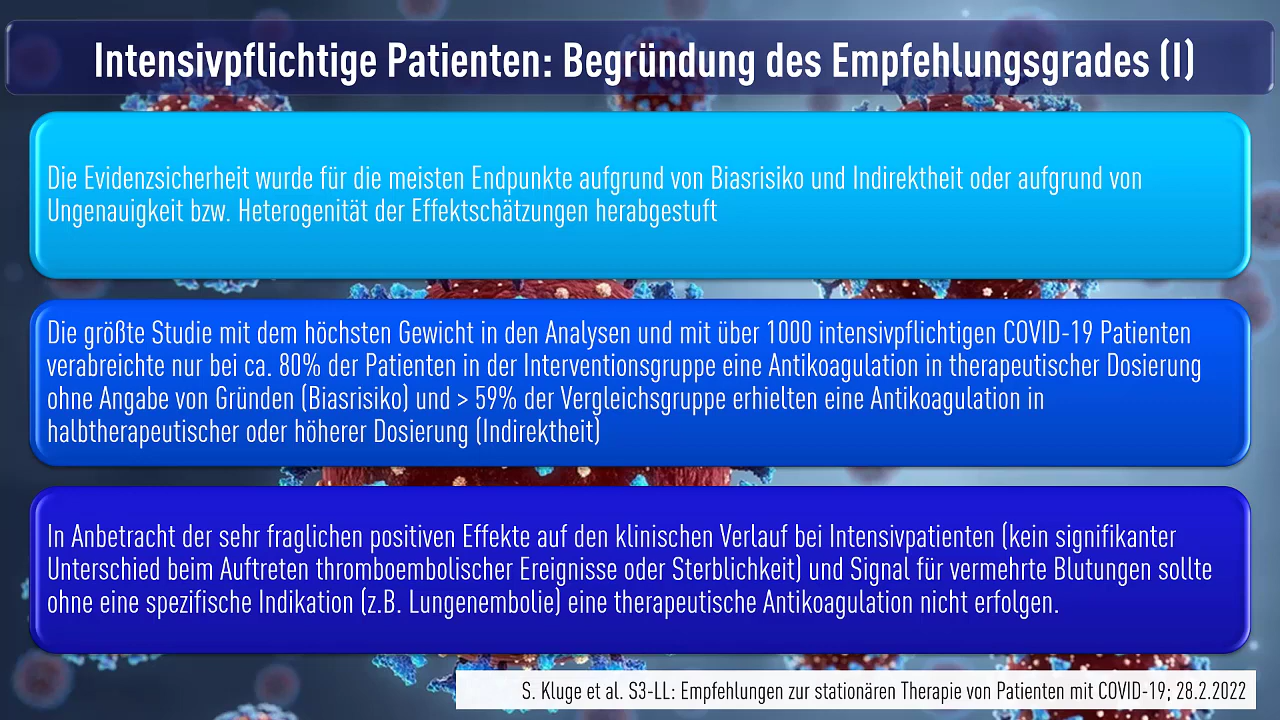 Intensivpflichtige Patienten: Begründung des Empfehlungsgrades (I)
Die Evidenzsicherheit wurde für die meisten Endpunkte aufgrund von Biasrisiko und Indirektheit oder aufgrund von
Ungenauigkeit bzw. Heterogenität der Effektschätzungen herabgestuft
Die größte Studie mit dem höchsten Gewicht in den Analysen und mit über 1000 intensivpflichtigen COVID-19 Patienten
verabreichte nur bei ca. 80% der Patienten in der Interventionsgruppe eine Antikoagulation in therapeutischer Dosierung
ohne Angabe von Gründen (Biasrisiko) und > 59% der Vergleichsgruppe erhielten eine Antikoagulation in
halbtherapeutischer oder höherer Dosierung (Indirektheit)
In Anbetracht der sehr fraglichen positiven Effekte auf den klinischen Verlauf bei Intensivpatienten (kein signifikanter
Unterschied beim Auftreten thromboembolischer Ereignisse oder Sterblichkeit) und Signal für vermehrte Blutungen sollte
ohne eine spezifische Indikation (z.B. Lungenembolie) eine therapeutische Antikoagulation nicht erfolgen.
S. Kluge et al. S3-LL: Empfehlungen zur stationären Therapie von Patienten mit COVID-19; 28.2.2022